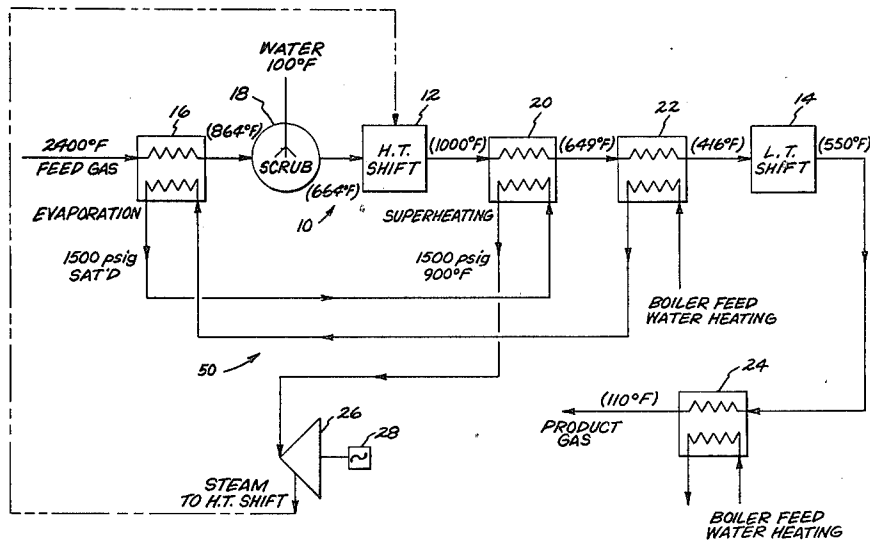 WATER
100°F
18
16
12
20
22
14
2400°F
FEED GAS
(864°F)
SCRUB
(664°F)
H.T.
SHIFT
(1000°F)
(649°F)
(416°F)
L.T.
SHIFT
(550°F)
10
EVAPORATION
SUPERHEATING
1500 psig
SAT'D
1500 psig
900°F
BOILER FEED
WATER HEATING
50
24
(110°F)
PRODUCT
GAS
26
28
STEAM
TO H.T. SHIFT
BOILER FEED
WATER HEATING